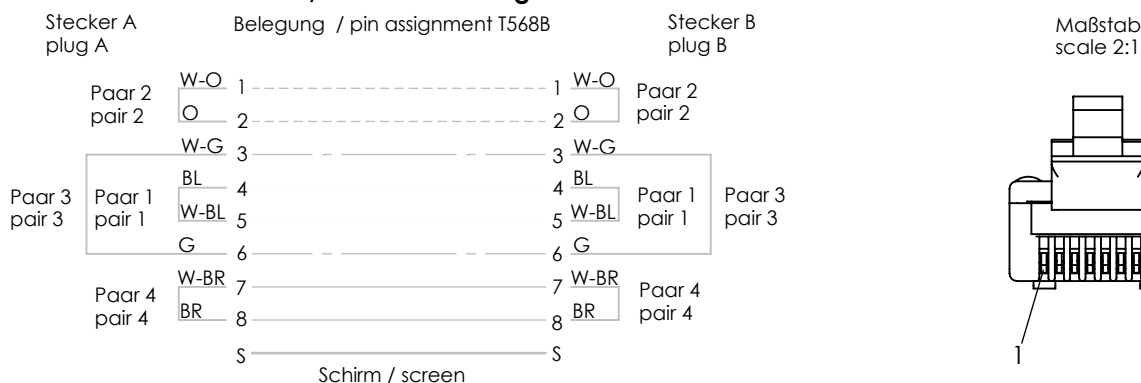 Stecker A
plug A
Belegung / pin assignment T568B
Stecker B
plug B
Maßstab
scale 2:1
Paar 2
pair 2
W-O 1 1 W-O
O 2 2 O
Paar 2
pair 2
W-G 3 3 W-G
Paar 3
pair 3
Paar 1
pair 1
BL 4 4 BL
W-BL 5 5 W-BL
Paar 1
pair 1
Paar 3
pair 3
G 6 6 G
Paar 4
pair 4
W-BR 7 7 W-BR
BR 8 8 BR
Paar 4
pair 4
S S
Schirm / screen
1